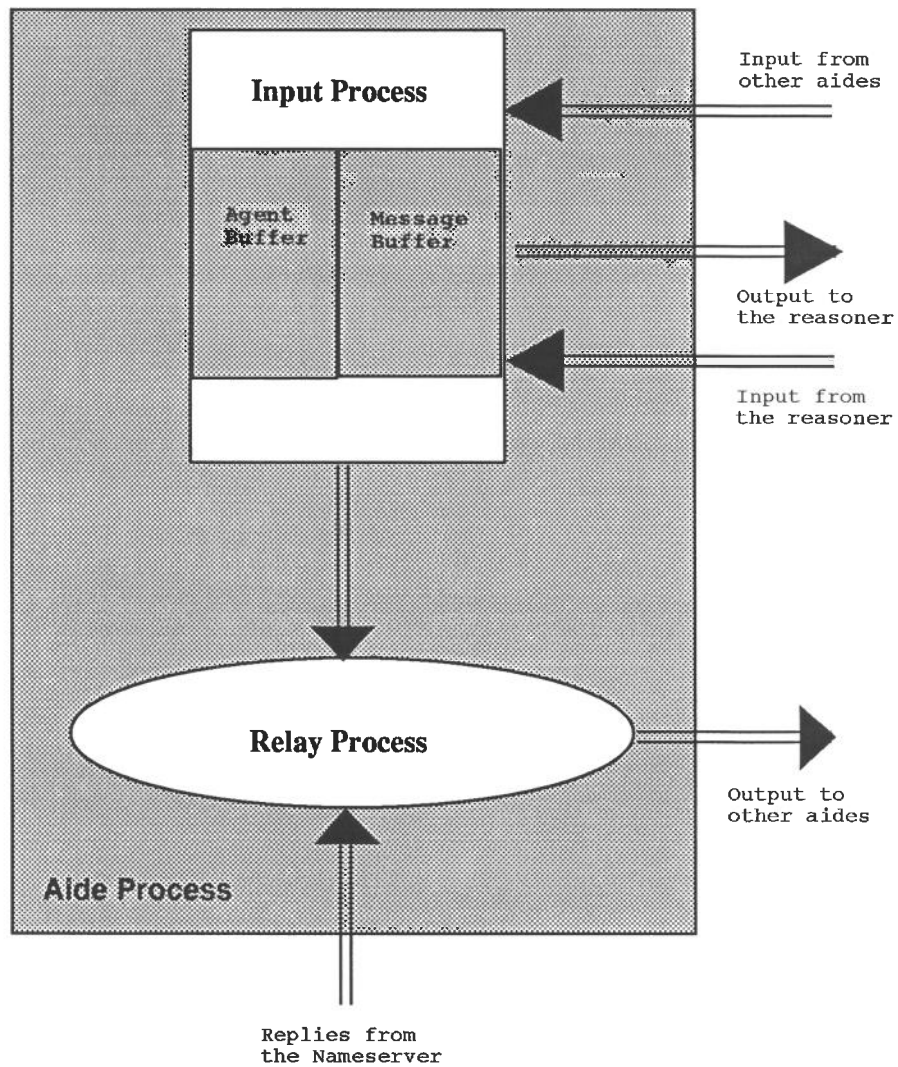 Input from
other aides
Input Process
Agent
Buffer
Message
Buffer
Output to
the reasoner
Input from
the reasoner
Relay Process
Output to
other aides
Aide Process
Replies from
the Nameserver